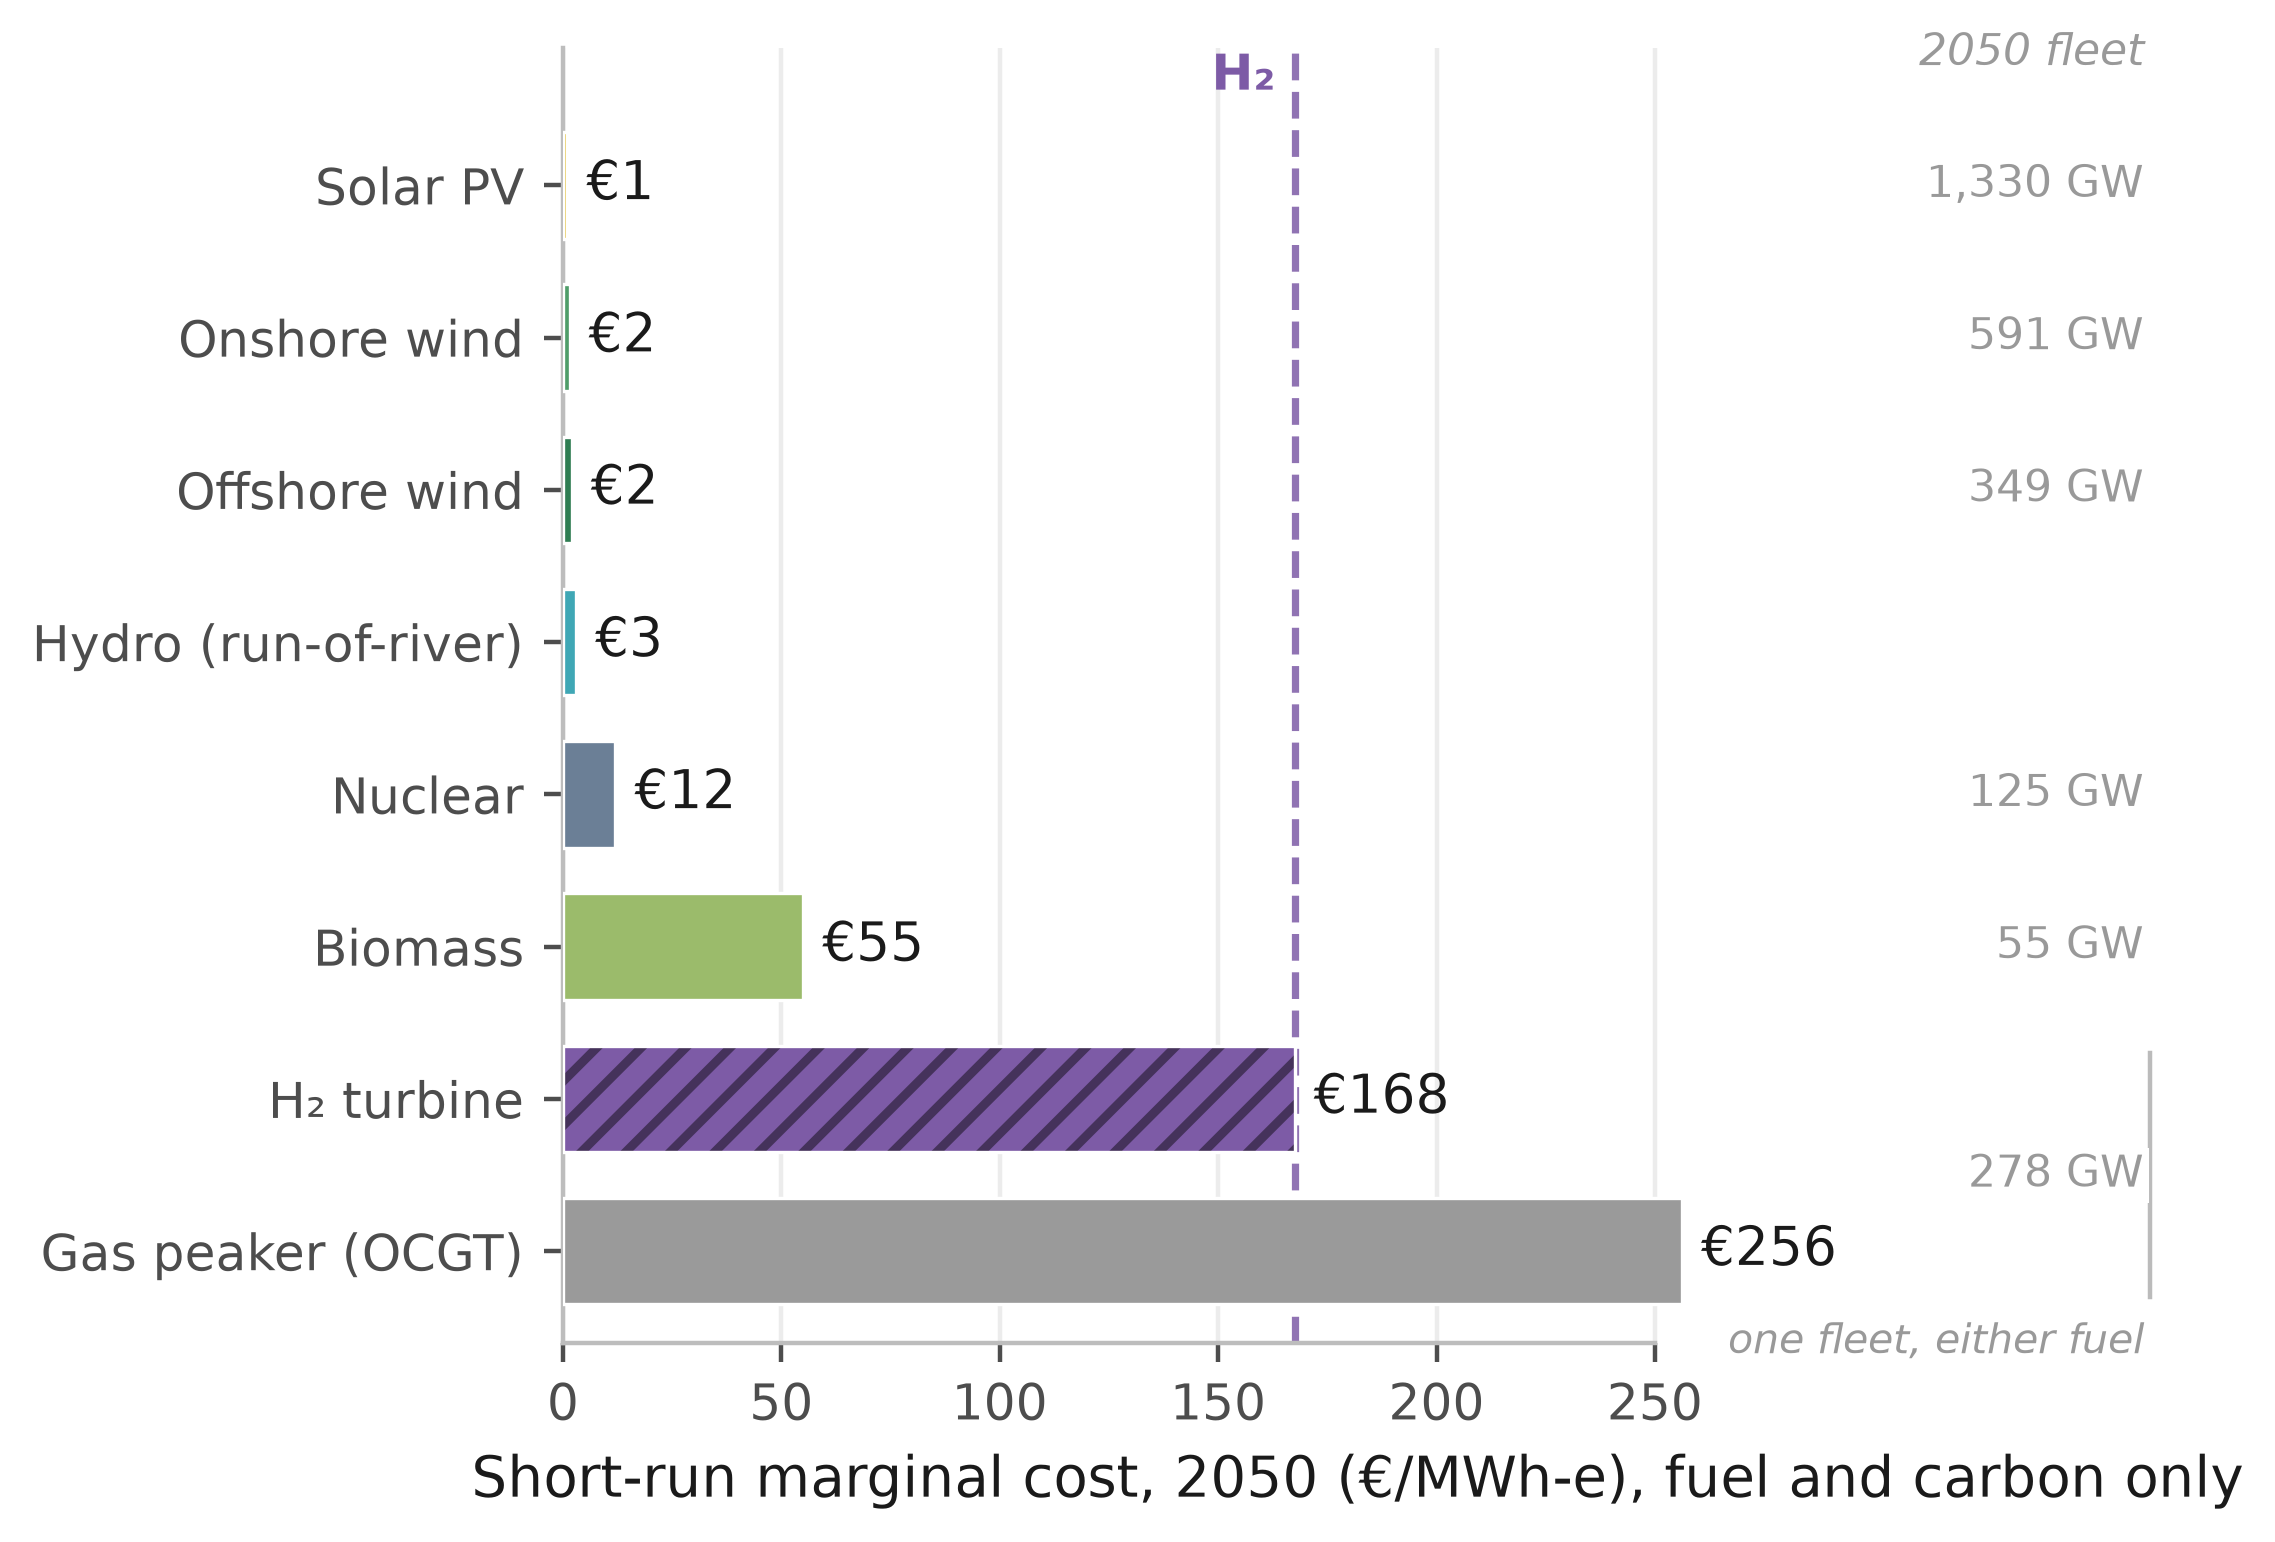 2050 fleet
H₂
Solar PV €1 1,330 GW
Onshore wind €2 591 GW
Offshore wind €2 349 GW
Hydro (run-of-river) €3
Nuclear €12 125 GW
Biomass €55 55 GW
H₂ turbine €168
278 GW
Gas peaker (OCGT) €256
one fleet, either fuel
0 50 100 150 200 250
Short-run marginal cost, 2050 (€/MWh-e), fuel and carbon only